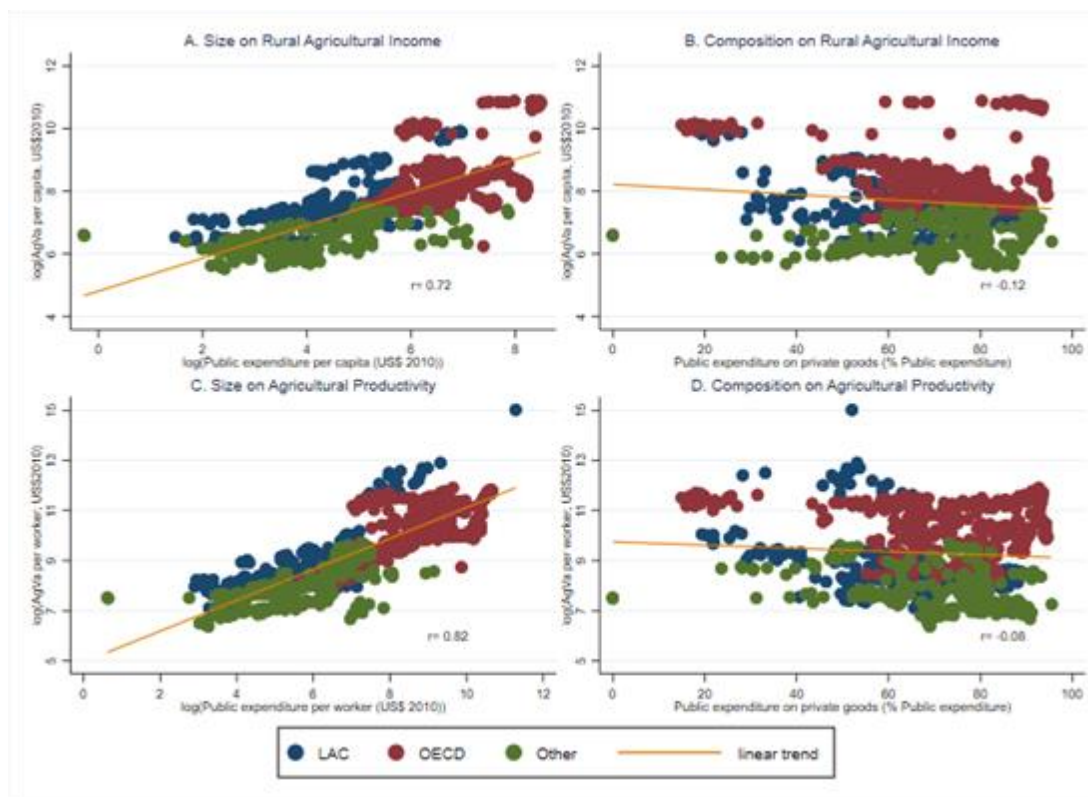 A. Size on Rural Agricultural Income
log(AgVa per capita, US$2010)
12
10
8
6
4
r= 0.72
0 2 4 6 8
log(Public expenditure per capita (US$ 2010))
B. Composition on Rural Agricultural Income
log(AgVa per capita, US$2010)
12
10
8
6
4
r= -0.12
0 20 40 60 80 100
Public expenditure on private goods (% Public expenditure)
C. Size on Agricultural Productivity
log(AgVa per worker, US$2010)
15
13
11
9
7
5
r= 0.82
0 2 4 6 8 10 12
log(Public expenditure per worker (US$ 2010))
D. Composition on Agricultural Productivity
log(AgVa per worker, US$2010)
15
13
11
9
7
5
r= -0.08
0 20 40 60 80 100
Public expenditure on private goods (% Public expenditure)
LAC OECD Other linear trend